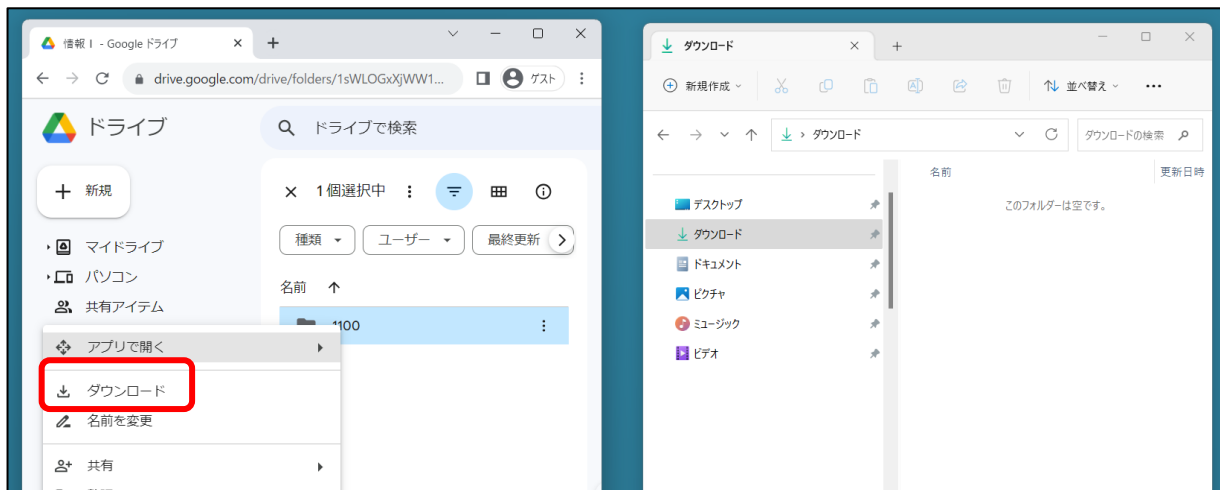 情報Ⅰ - Google ドライブ
drive.google.com/drive/folders/1sWLOGxXjWW1...
ゲスト
ドライブ
ドライブで検索
新規
1 個選択中
種類
ユーザー
最終更新
マイドライブ
パソコン
共有アイテム
名前
1100
アプリで開く
ダウンロード
名前を変更
共有
ダウンロード
新規作成
並べ替え
ダウンロード
ダウンロードの検索
名前
更新日時
このフォルダーは空です。
デスクトップ
ダウンロード
ドキュメント
ピクチャ
ミュージック
ビデオ